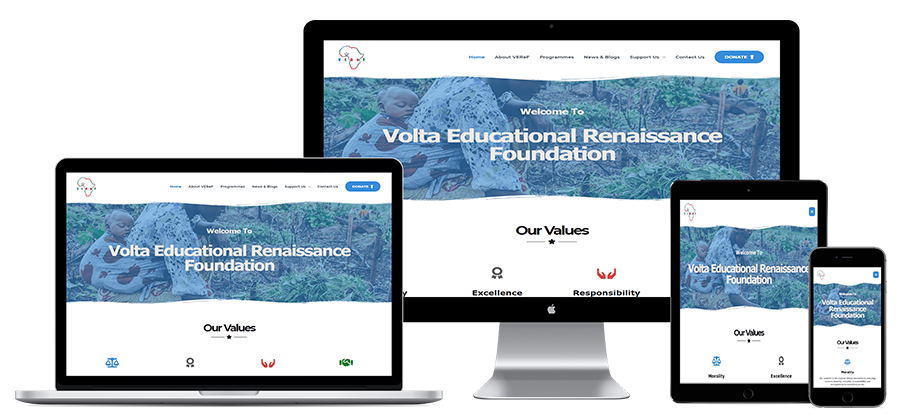 VEReF
Home About VEReF Programmes News & Blogs Support Us Contact Us DONATE
Welcome To
Volta Educational Renaissance
Foundation
Our Values
Excellence Responsibility
VEReF
Home About VEReF Programmes News & Blogs Support Us Contact Us DONATE
Welcome To
Volta Educational Renaissance
Foundation
Our Values
Welcome To
Volta Educational Renaissance
Foundation
Our Values
Morality Excellence
Welcome To
Volta Educational
Renaissance
Foundation
Our Values
Morality